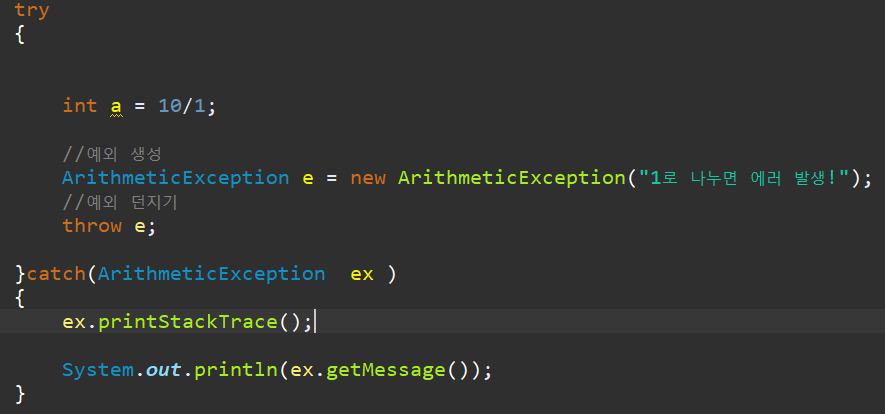 try
{
int a = 10/1;
//예외 생성
ArithmeticException e = new ArithmeticException("1로 나누면 에러 발생!");
//예외 던지기
throw e;
}catch(ArithmeticException  ex )
{
ex.printStackTrace();
System.out.println(ex.getMessage());
}